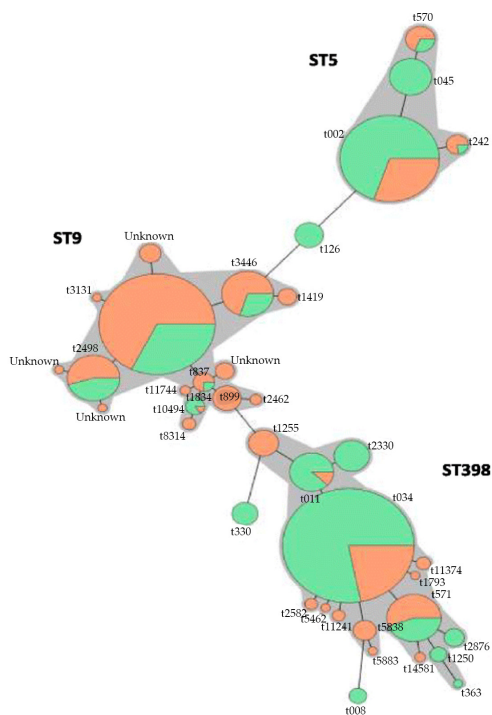 t570
ST5
t045
t002
t242
t126
ST9
Unknown
t3446
t3131
t1419
t2498
Unknown
Unknown
t837
Unknown
t11744
t1834
t899
t2462
t10494
t8314
t1255
t2330
ST398
t011
t034
t330
t11374
t1793
t571
t2582
t5462
t11241
t5838
t2876
t1250
t5883
t14581
t363
t008